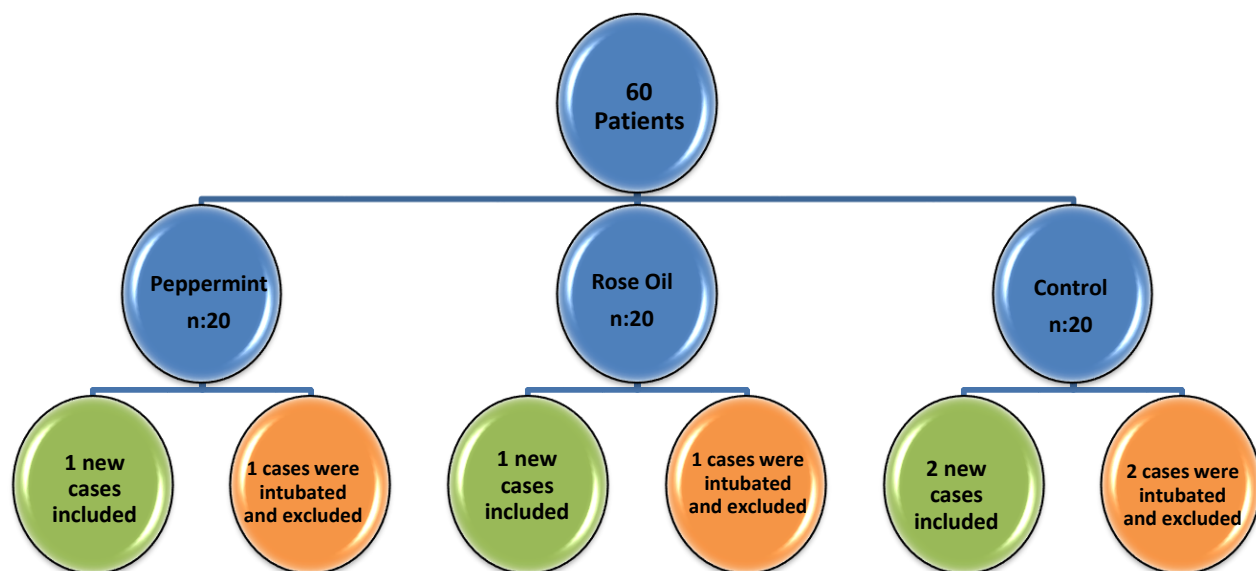 60
Patients
Peppermint
n:20
Rose Oil
n:20
Control
n:20
1 new
cases
included
1 cases were
intubated
and excluded
1 new
cases
included
1 cases were
intubated
and excluded
2 new
cases
included
2 cases were
intubated
and excluded